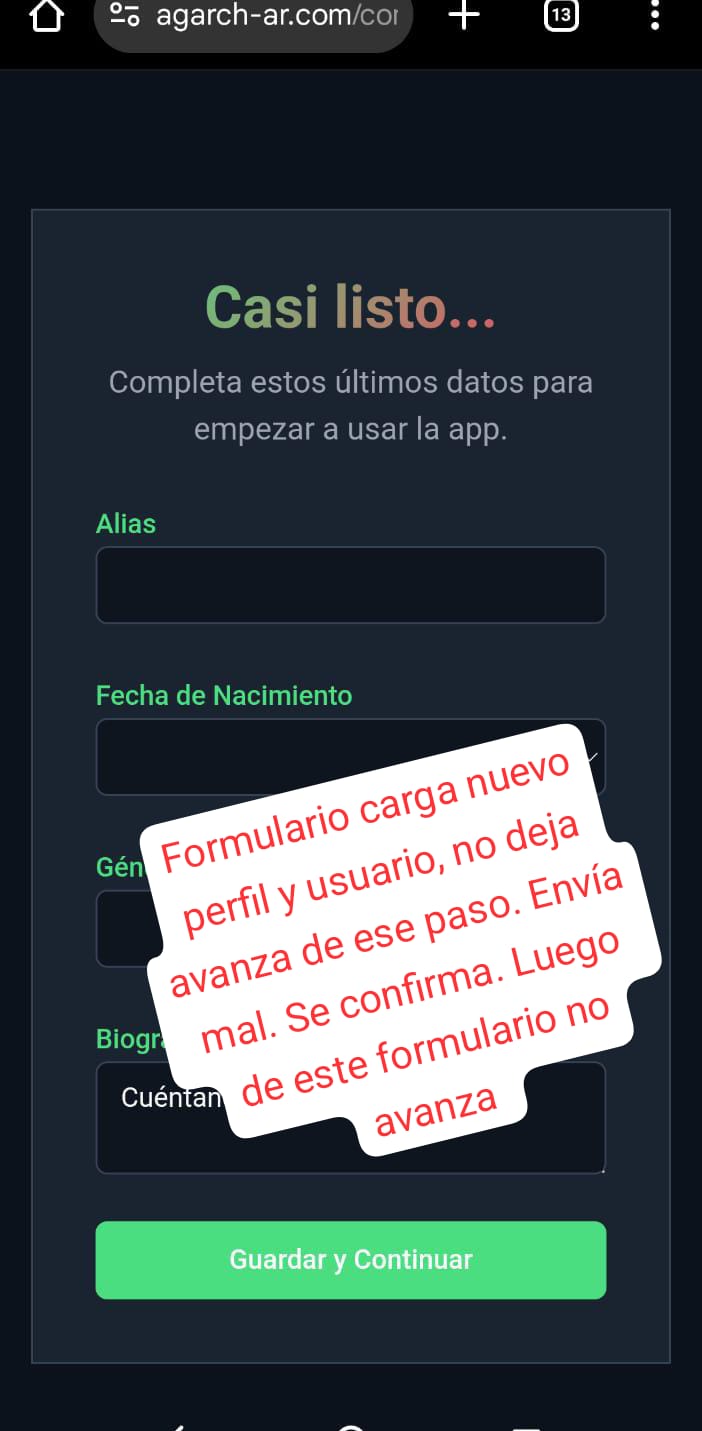 agarch-ar.com/cor
13
Casi listo...
Completa estos últimos datos para
empezar a usar la app.
Alias
Fecha de Nacimiento
Formulario carga nuevo
perfil y usuario, no deja
avanza de ese paso. Envía
mal. Se confirma. Luego
de este formulario no
avanza
Gén
Biogr
Cuéntan
Guardar y Continuar